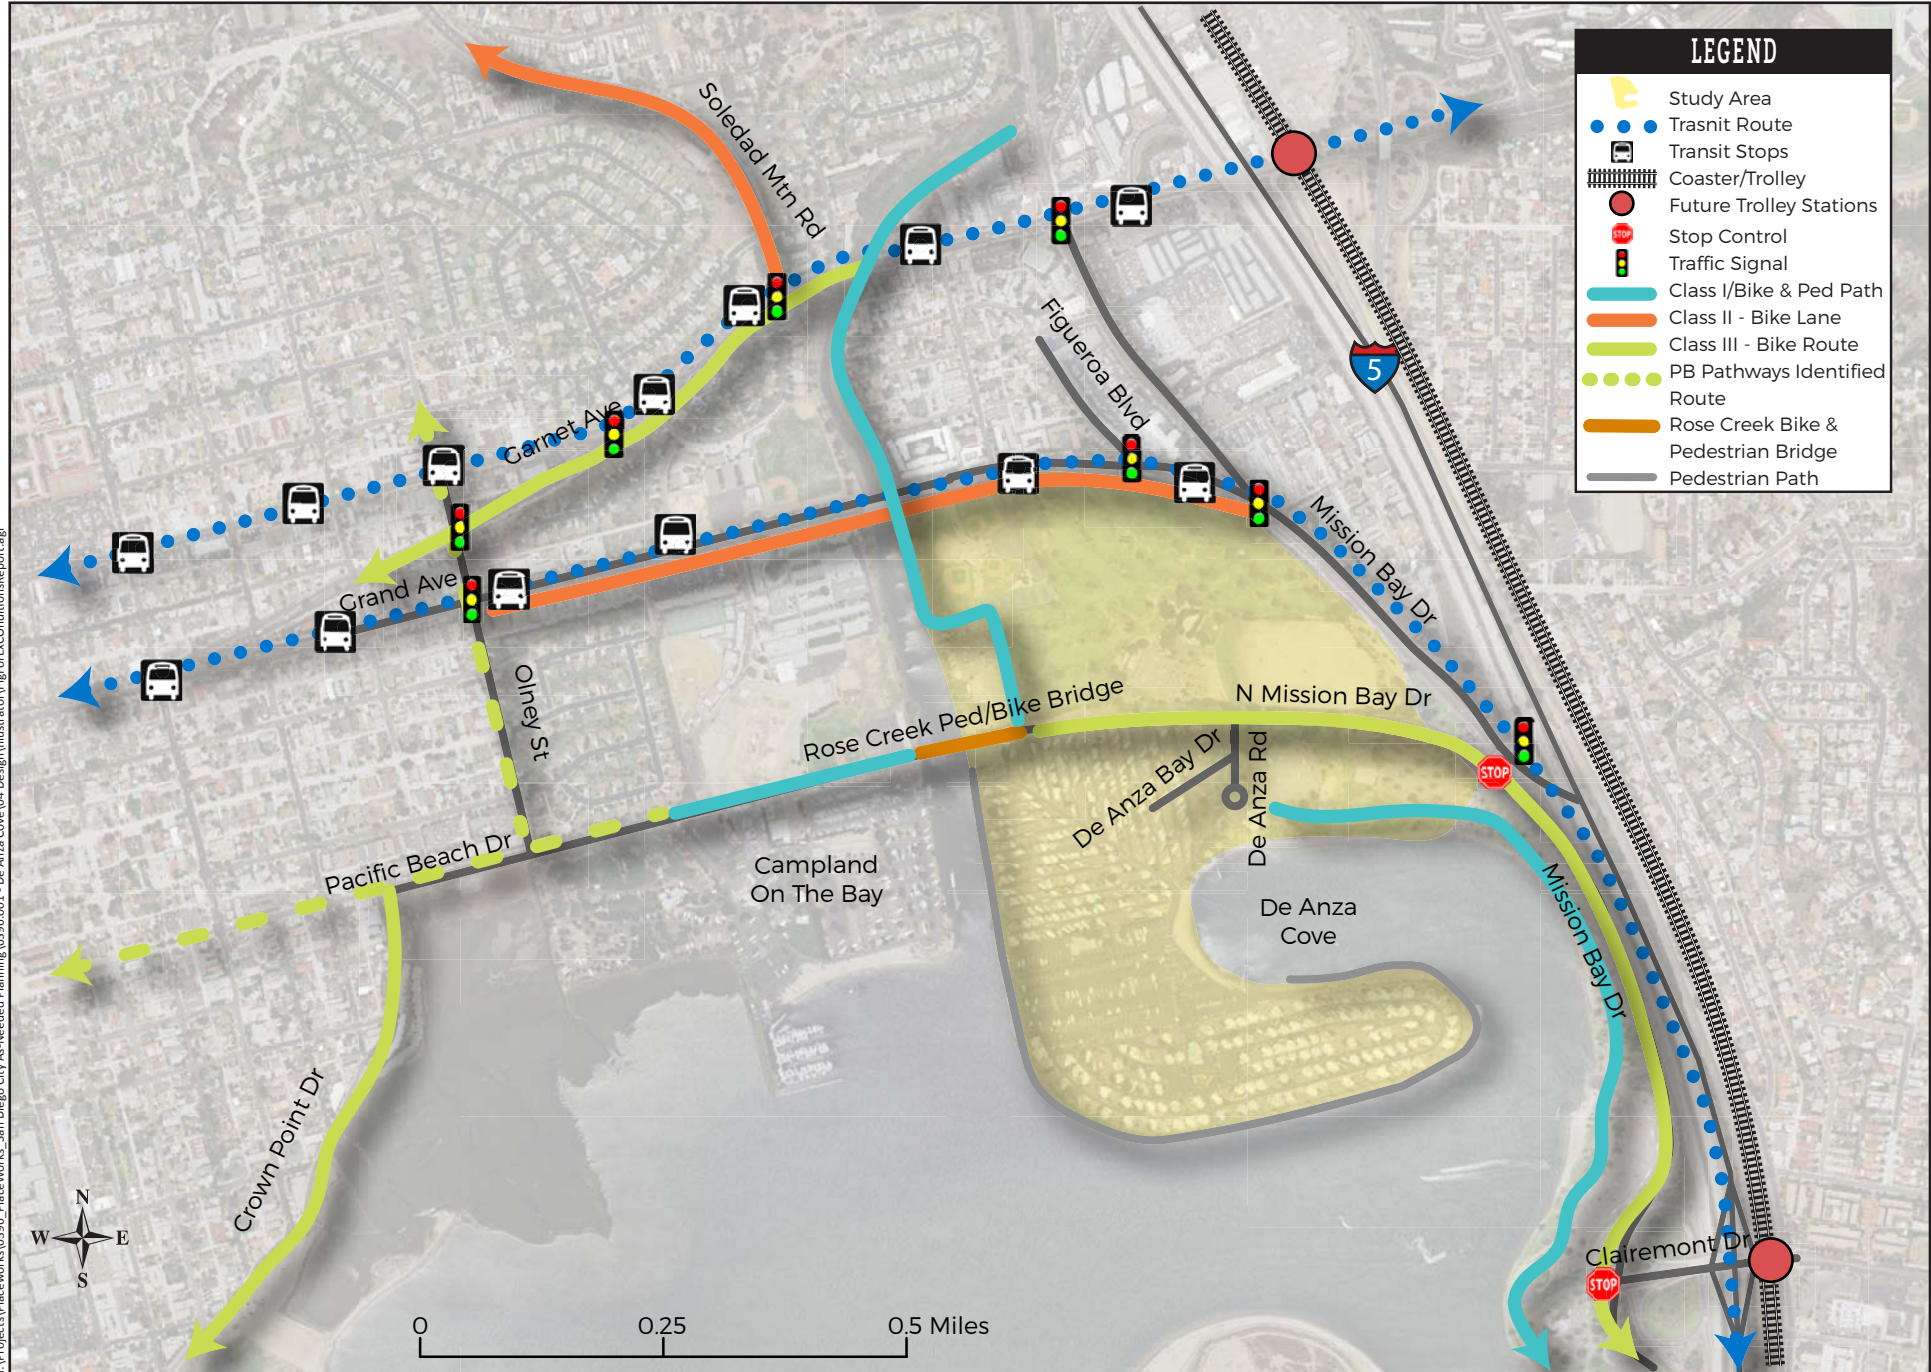 LEGEND
Study Area
Trasnit Route
Transit Stops
Coaster/Trolley
Future Trolley Stations
STOP
Stop Control
Traffic Signal
Class I/Bike & Ped Path
Class II - Bike Lane
Class III - Bike Route
PB Pathways Identified
Route
Rose Creek Bike &
Pedestrian Bridge
Pedestrian Path
Soledad Mtn Rd
Figueroa Blvd
5
Garnet Ave
Mission Bay Dr
Grand Ave
Olney St
N Mission Bay Dr
Rose Creek Ped/Bike Bridge
De Anza Bay Dr
De Anza Rd
STOP
Pacific Beach Dr
Campland
On The Bay
De Anza
Cove
Mission Bay Dr
Crown Point Dr
N
W
E
S
Clairemont Dr
STOP
0
0.25
0.5 Miles